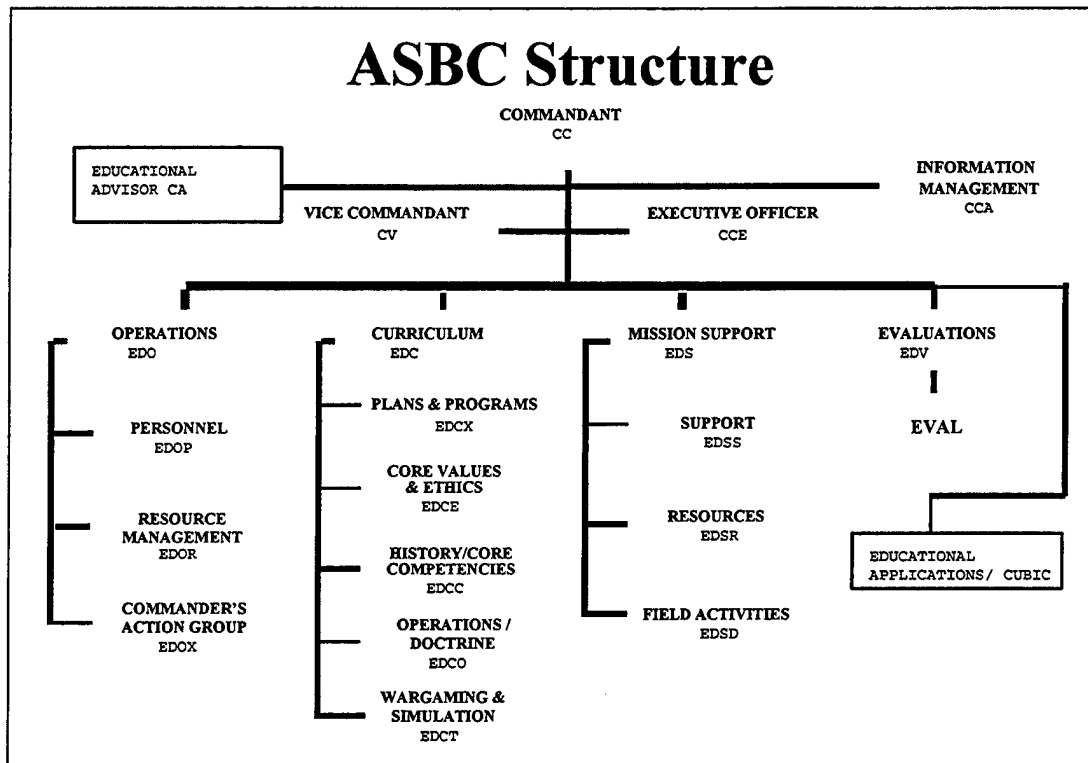 ASBC Structure
COMMANDANT
CC
EDUCATIONAL
ADVISOR CA
INFORMATION
MANAGEMENT
CCA
VICE COMMANDANT
CV
EXECUTIVE OFFICER
CCE
OPERATIONS
EDO
PERSONNEL
EDOP
RESOURCE
MANAGEMENT
EDOR
COMMANDER'S
ACTION GROUP
EDOX
CURRICULUM
EDC
PLANS & PROGRAMS
EDCX
CORE VALUES
& ETHICS
EDCE
HISTORY/CORE
COMPETENCIES
EDCC
OPERATIONS /
DOCTRINE
EDCO
WARGAMING &
SIMULATION
EDCT
MISSION SUPPORT
EDS
SUPPORT
EDSS
RESOURCES
EDSR
FIELD ACTIVITIES
EDSD
EVALUATIONS
EDV
EVAL
EDUCATIONAL
APPLICATIONS/ CUBIC